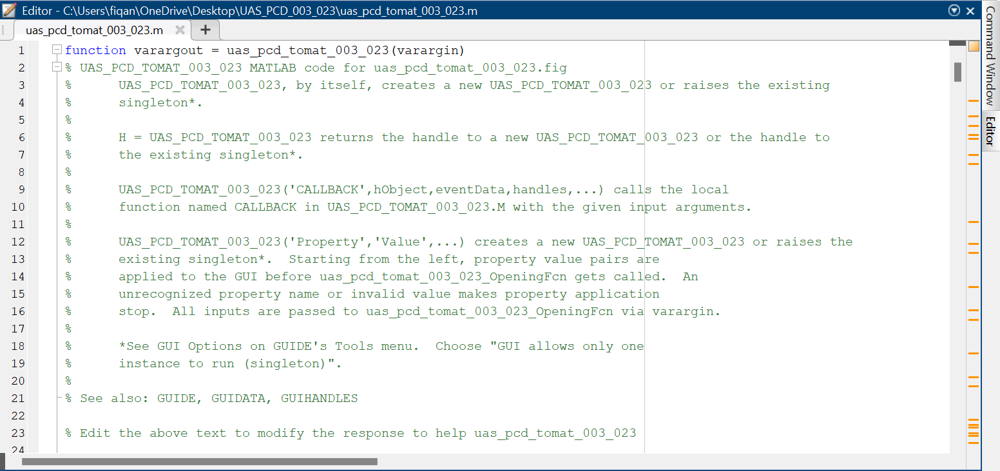 Editor - C:\Users\fiqan\OneDrive\Desktop\UAS_PCD_003_023\uas_pcd_tomat_003_023.m
uas_pcd_tomat_003_023.m
1 function varargout = uas_pcd_tomat_003_023(varargin)
2 % UAS_PCD_TOMAT_003_023 MATLAB code for uas_pcd_tomat_003_023.fig
3 %      UAS_PCD_TOMAT_003_023, by itself, creates a new UAS_PCD_TOMAT_003_023 or raises the existing
4 %      singleton*.
5 %
6 %      H = UAS_PCD_TOMAT_003_023 returns the handle to a new UAS_PCD_TOMAT_003_023 or the handle to
7 %      the existing singleton*.
8 %
9 %      UAS_PCD_TOMAT_003_023('CALLBACK',hObject,eventData,handles,...) calls the local
10 %      function named CALLBACK in UAS_PCD_TOMAT_003_023.M with the given input arguments.
11 %
12 %      UAS_PCD_TOMAT_003_023('Property','Value',...) creates a new UAS_PCD_TOMAT_003_023 or raises the
13 %      existing singleton*.  Starting from the left, property value pairs are
14 %      applied to the GUI before uas_pcd_tomat_003_023_OpeningFcn gets called.  An
15 %      unrecognized property name or invalid value makes property application
16 %      stop.  All inputs are passed to uas_pcd_tomat_003_023_OpeningFcn via varargin.
17 %
18 %      *See GUI Options on GUIDE's Tools menu.  Choose "GUI allows only one
19 %      instance to run (singleton)".
20 %
21 % See also: GUIDE, GUIDATA, GUIHANDLES
22
23 % Edit the above text to modify the response to help uas_pcd_tomat_003_023
24
Command Window
Editor